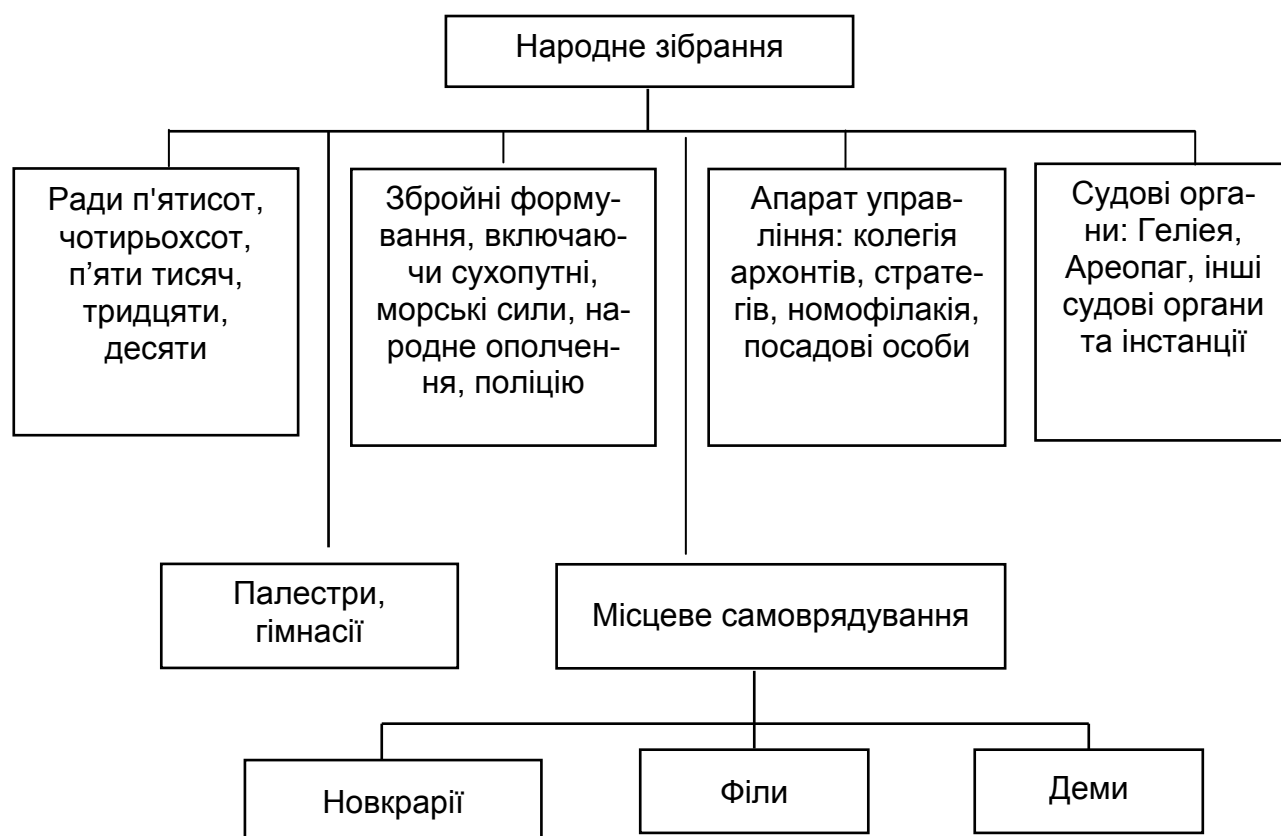 Народне зібрання
Ради п'ятисот,
чотирьохсот,
п’яти тисяч,
тридцяти,
десяти
Збройні форму-
вання, включаю-
чи сухопутні,
морські сили, на-
родне ополчен-
ня, поліцію
Апарат управ-
ління: колегія
архонтів, страте-
гів, номофілакія,
посадові особи
Судові орга-
ни: Геліея,
Ареопаг, інші
судові органи
та інстанції
Палестри,
гімнасії
Місцеве самоврядування
Новкрарії
Філи
Деми